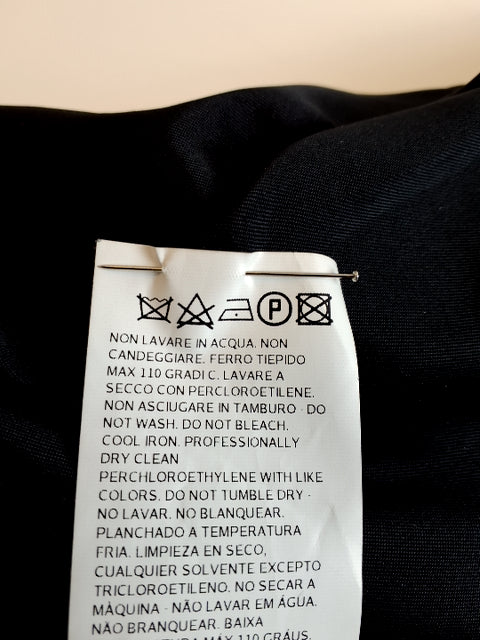 P
NON LAVARE IN ACQUA. NON
CANDEGGIARE. FERRO TIEPIDO
MAX 110 GRADI C. LAVARE A
SECCO CON PERCLOROETILENE.
NON ASCIUGARE IN TAMBURO - DO
NOT WASH. DO NOT BLEACH.
COOL IRON. PROFESSIONALLY
DRY CLEAN
PERCHLOROETHYLENE WITH LIKE
COLORS. DO NOT TUMBLE DRY -
NO LAVAR. NO BLANQUEAR.
PLANCHADO A TEMPERATURA
FRIA. LIMPIEZA EN SECO,
CUALQUIER SOLVENTE EXCEPTO
TRICLOROETILENO. NO SECAR A
MÁQUINA - NÃO LAVAR EM ÁGUA.
NÃO BRANQUEAR. BAIXA
MÁX 110 GRÁUS.